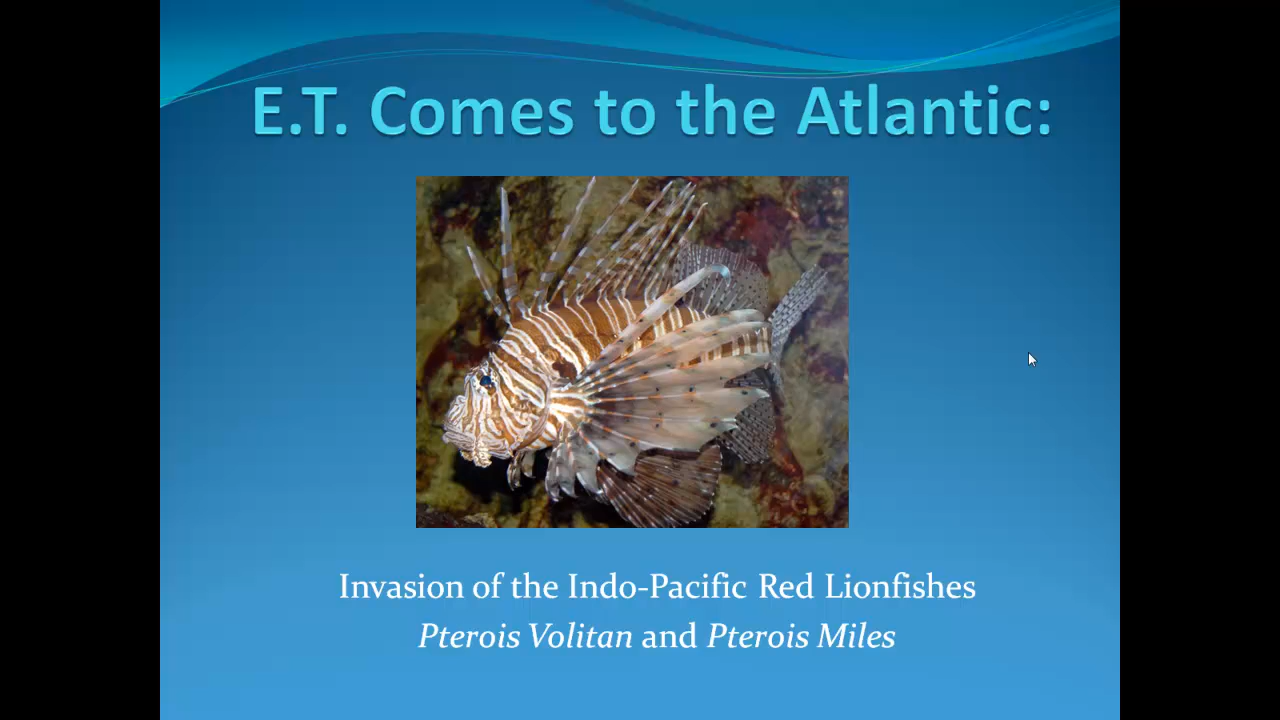 E.T. Comes to the Atlantic:
Invasion of the Indo-Pacific Red Lionfishes
Pterois Volitan and Pterois Miles